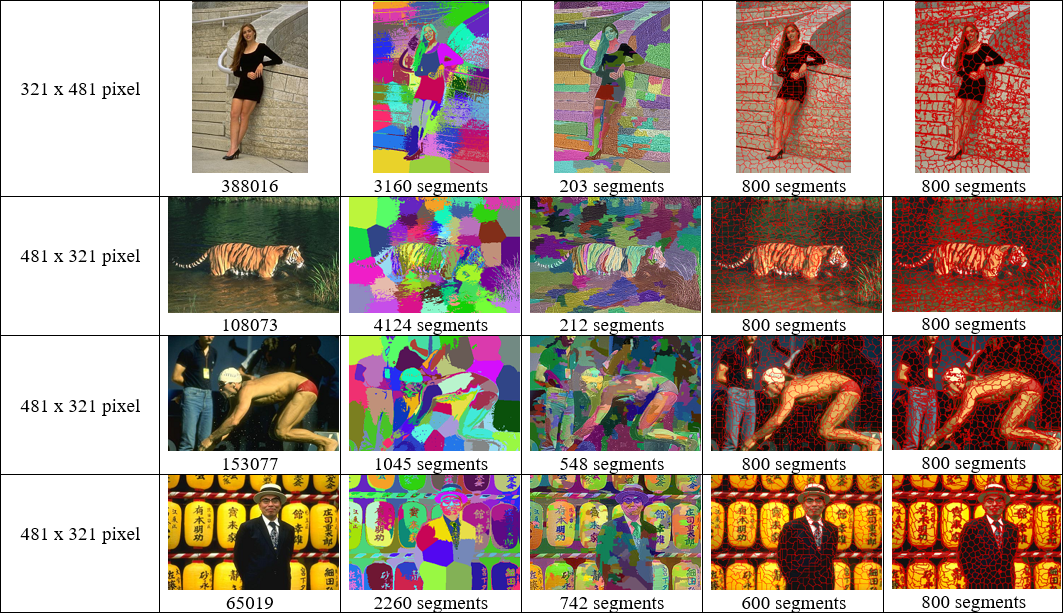 321 x 481 pixel
388016
3160 segments
203 segments
800 segments
800 segments
481 x 321 pixel
108073
4124 segments
212 segments
800 segments
800 segments
481 x 321 pixel
153077
1045 segments
548 segments
800 segments
800 segments
481 x 321 pixel
65019
2260 segments
742 segments
600 segments
800 segments